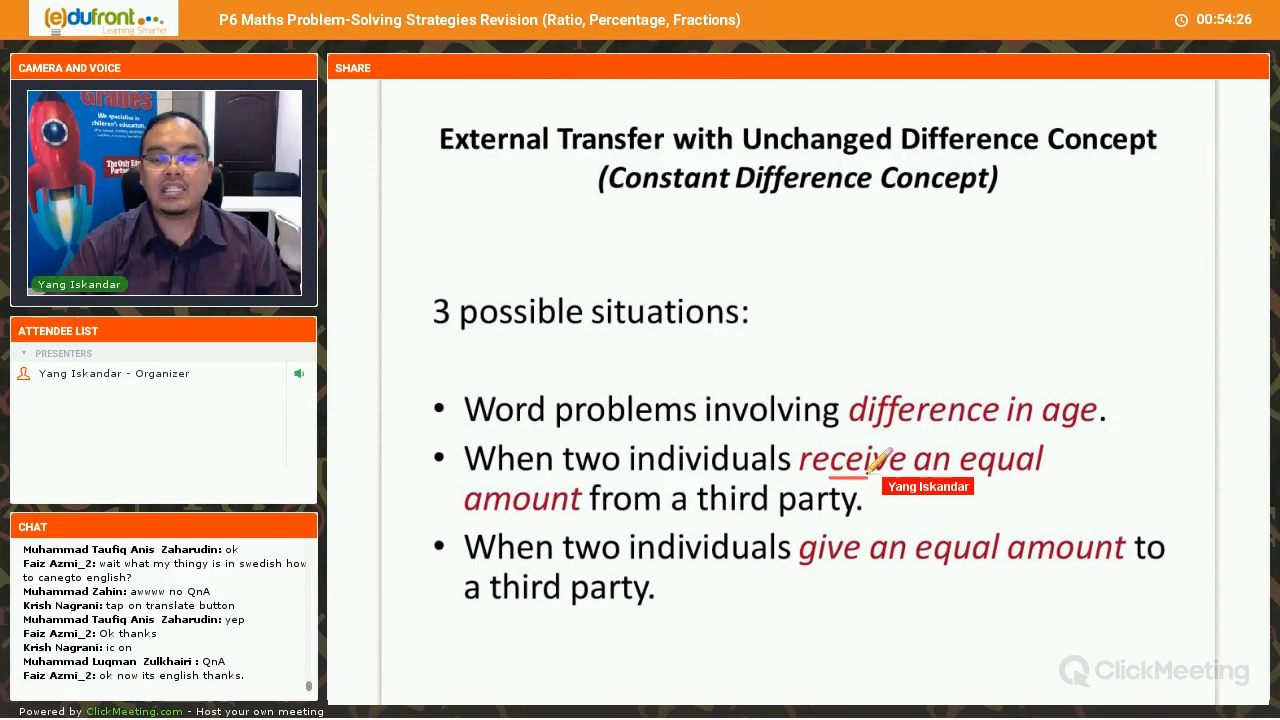 (e)dufront
Learning Smarter
P6 Maths Problem-Solving Strategies Revision (Ratio, Percentage, Fractions)
00:54:26
CAMERA AND VOICE
Grades
We specialise in
children's education.
Yang Iskandar
ATTENDEE LIST
PRESENTERS
Yang Iskandar - Organizer
CHAT
Muhammad Taufiq Anis Zaharudin: ok
Faiz Azmi_2: wait what my thingy is in swedish how
to canegto english?
Muhammad Zahin: awwww no QnA
Krish Nagrani: tap on translate button
Muhammad Taufiq Anis Zaharudin: yep
Faiz Azmi_2: Ok thanks
Krish Nagrani: ic on
Muhammad Luqman Zulkhairi : QnA
Faiz Azmi_2: ok now its english thanks.
Powered by ClickMeeting.com - Host your own meeting
SHARE
External Transfer with Unchanged Difference Concept
(Constant Difference Concept)
3 possible situations:
• Word problems involving difference in age.
• When two individuals receive an equal
amount from a third party.
Yang Iskandar
• When two individuals give an equal amount to
a third party.
ClickMeeting